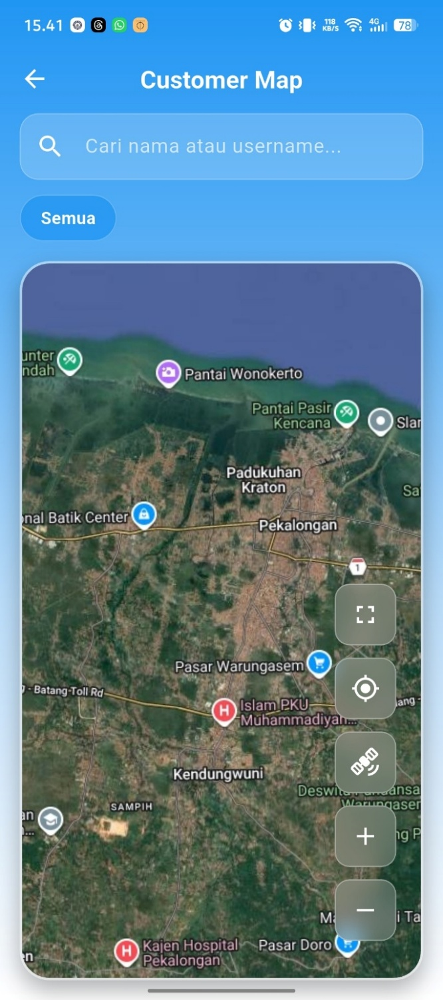 15.41
118
KB/S
4G
78
Customer Map
Cari nama atau username...
Semua
unter
ndah
Pantai Wonokerto
Pantai Pasir
Kencana
Slar
Padukuhan
Kraton
Sa
onal Batik Center
Pekalongan
1
Pasar Warungasem
g - Batang Toll Rd
ang -
Islam PKU
Muhammadiyah...
Kendungwuni
Deswita Pandansa
Warungasem
SAMPIH
an
...
ng P
Ma
i Ta
Kajen Hospital
Pekalongan
Pasar Doro
en